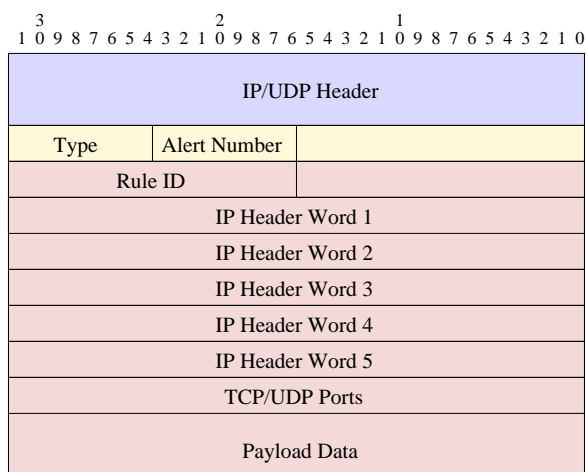 3 2 1
1 0 9 8 7 6 5 4 3 2 1 0 9 8 7 6 5 4 3 2 1 0 9 8 7 6 5 4 3 2 1 0
IP/UDP Header
Type Alert Number
Rule ID
IP Header Word 1
IP Header Word 2
IP Header Word 3
IP Header Word 4
IP Header Word 5
TCP/UDP Ports
Payload Data